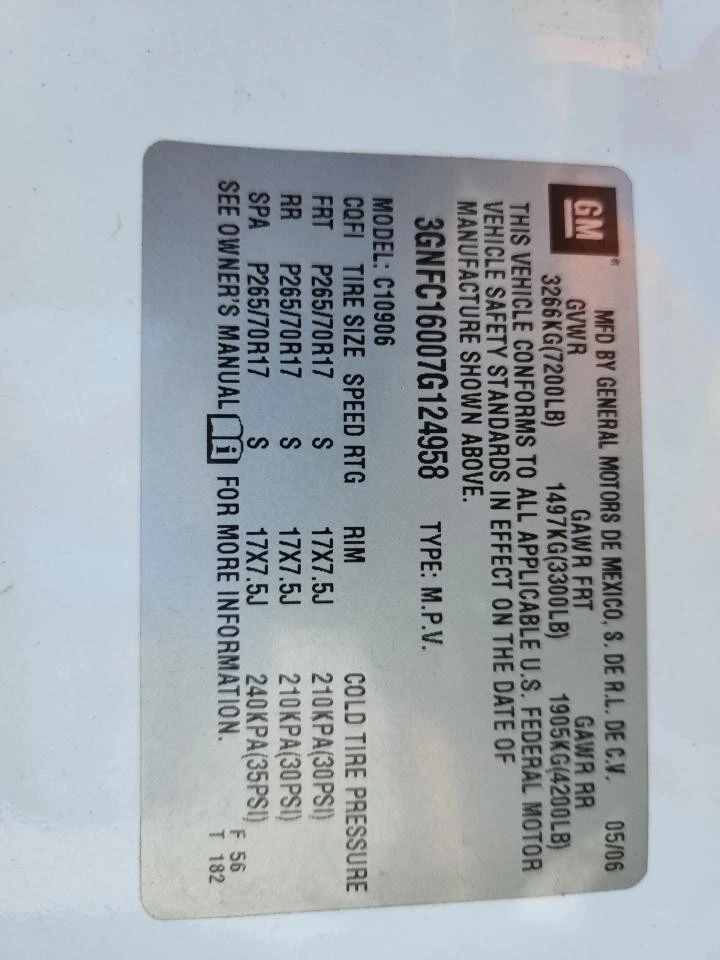 GM®
MFD BY GENERAL MOTORS DE MEXICO, S. DE R.L. DE C.V. 05/06
GVWR GAWR FRT GAWR RR
3266KG(7200LB) 1497KG(3300LB) 1905KG(4200LB)
THIS VEHICLE CONFORMS TO ALL APPLICABLE U.S. FEDERAL MOTOR
VEHICLE SAFETY STANDARDS IN EFFECT ON THE DATE OF
MANUFACTURE SHOWN ABOVE.
3GNFC16007G124958 TYPE: M.P.V.
MODEL: C10906
CQFI TIRE SIZE SPEED RTG RIM COLD TIRE PRESSURE
FRT P265/70R17 S 17X7.5J 210KPA(30PSI)
RR P265/70R17 S 17X7.5J 210KPA(30PSI)
SPA P265/70R17 S 17X7.5J 240KPA(35PSI)
SEE OWNER'S MANUAL FOR MORE INFORMATION.
F 56
T 182